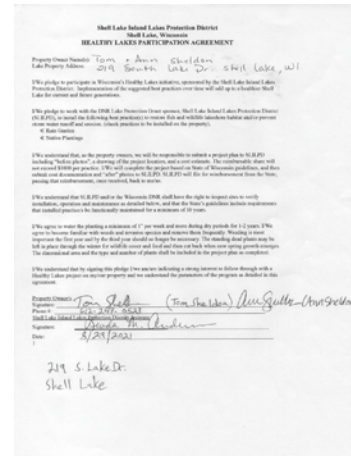 Shell Lake Inland Lakes Protection District
Shell Lake, Wisconsin
HEALTHY LAKES PARTICIPATION AGREEMENT
Property Owner Name(s) Tom & Ann Sheldon
Lake Property Address 219 South Lake Dr. Shell Lake, WI
I/We pledge to participate in Wisconsin's Healthy Lakes initiative, sponsored by the Shell Lake Inland Lakes
Protection District. Implementation of the suggested best practices over time will add up to a healthier Shell
Lake for current and future generations.
I/We pledge to work with the DNR Lake Protection Grant sponsor, Shell Lake Inland Lakes Protection District
(SLILPD), to install the following best practice(s) to restore fish and wildlife inland lake habitat and/or prevent
storm water runoff and erosion. (check practices to be installed on the property).
Rain Garden
Native Plantings
I/We understand that, as the property owners, we will be responsible to submit a project plan to SLILPD
including "before photos", a drawing of the project location, and a cost estimate. The reimbursable share will
not exceed $1000 per practice. I/We will complete the project based on State of Wisconsin guidelines, and then
submit cost documentation and "after" photos to SLILPD. SLILPD will file for reimbursement from the State,
passing that reimbursement, once received, back to me/us.
I/We understand that SLILPD and/or the Wisconsin DNR shall have the right to inspect sites to verify
installation, operation and maintenance as detailed below, and that the State's guidelines include requirements
that installed practices be functionally maintained for a minimum of 10 years.
I/We agree to water the planting a minimum of 1" per week and more during dry periods for 1-2 years. I/We
agree to become familiar with weeds and invasive species and remove them frequently. Weeding is most
important the first year and by the third year should no longer be necessary. The standing dead plants may be
left in place through the winter for wildlife cover and food and then cut back when new spring growth emerges.
The dimensional area and the type and number of plants shall be included in the project plan as completed.
I/We understand that by signing this pledge I/we am/are indicating a strong interest to follow through with a
Healthy Lakes project on my/our property and we understand the parameters of the program as detailed in this
agreement.
Property Owner's
Signature (Tom Sheldon) (Ann Sheldon
Phone #
Shell Lake Inland Lakes Protection District Secretary
Signature
Date: 8/29/2021
219 S. Lake Dr.
Shell Lake